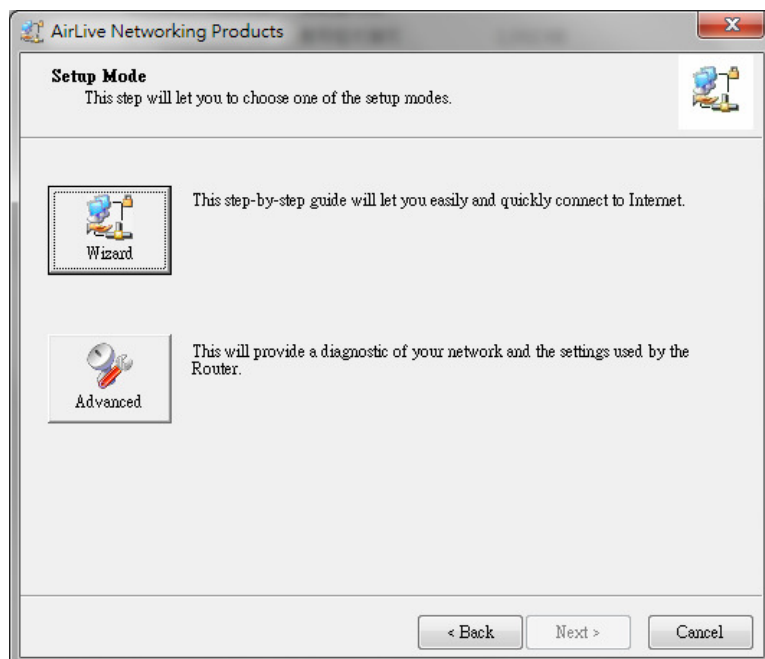 AirLive Networking Products
Setup Mode
This step will let you to choose one of the setup modes.
Wizard
This step-by-step guide will let you easily and quickly connect to Internet.
Advanced
This will provide a diagnostic of your network and the settings used by the
Router.
< Back
Next >
Cancel